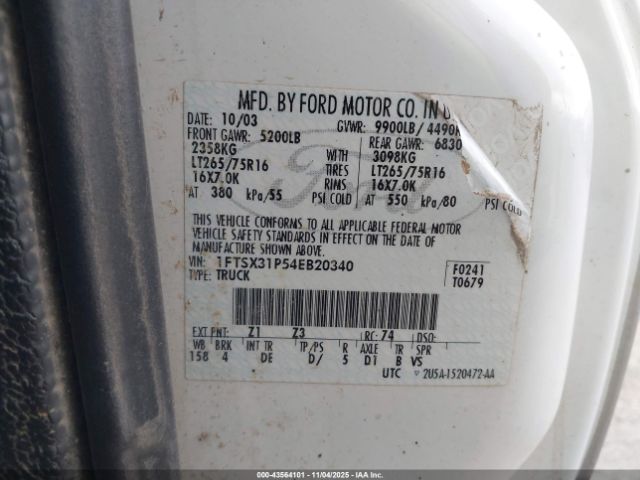 MFD. BY FORD MOTOR CO. IN U
DATE: 10/03 GVWR: 9900LB / 4490K
FRONT GAWR: 5200LB REAR GAWR: 6830
2358KG WITH 3098KG
LT265/75R16 TIRES LT265/75R16
16X7.0K RIMS 16X7.0K
AT 380 kPa/55 PSI COLD AT 550 kPa/80 PSI COLD
THIS VEHICLE CONFORMS TO ALL APPLICABLE FEDERAL MOTOR
VEHICLE SAFETY STANDARDS IN EFFECT ON THE DATE OF
MANUFACTURE SHOWN ABOVE.
VIN: 1FTSX31P54EB20340 F0241
TYPE: TRUCK T0679
EXT PNT: Z1 Z3 RC: 74 DSO:
WB BRK INT TR TP/PS R AXLE TR SPR
158 4 DE D/ 5 D1 B VS
UTC ▽ 2U5A-1520472-AA
Ford
000-43564101 - 11/04/2025 - IAAI.COM